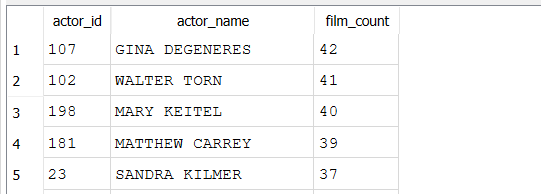 actor_id actor_name film_count
1 107 GINA DEGENERES 42
2 102 WALTER TORN 41
3 198 MARY KEITEL 40
4 181 MATTHEW CARREY 39
5 23 SANDRA KILMER 37